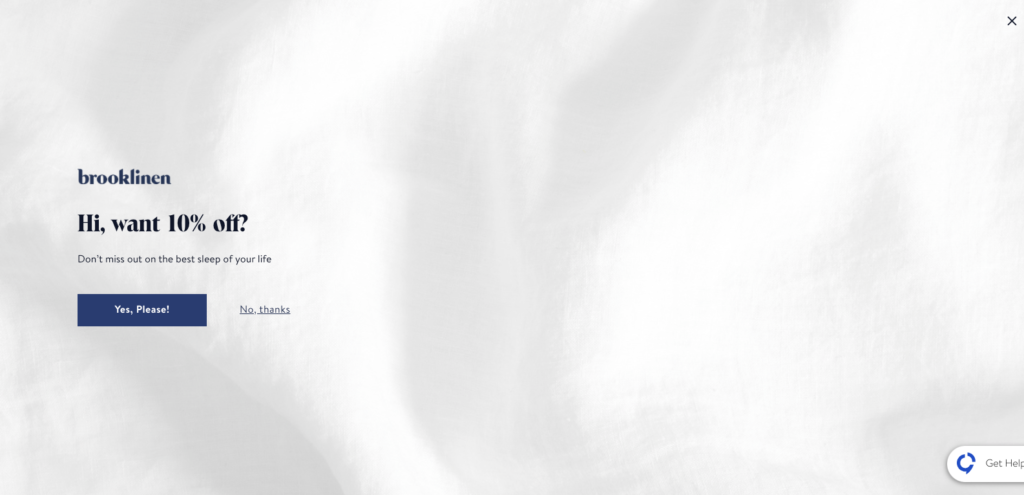 brooklinen
Hi, want 10% off?
Don't miss out on the best sleep of your life
Yes, Please!
No, thanks
Get Help